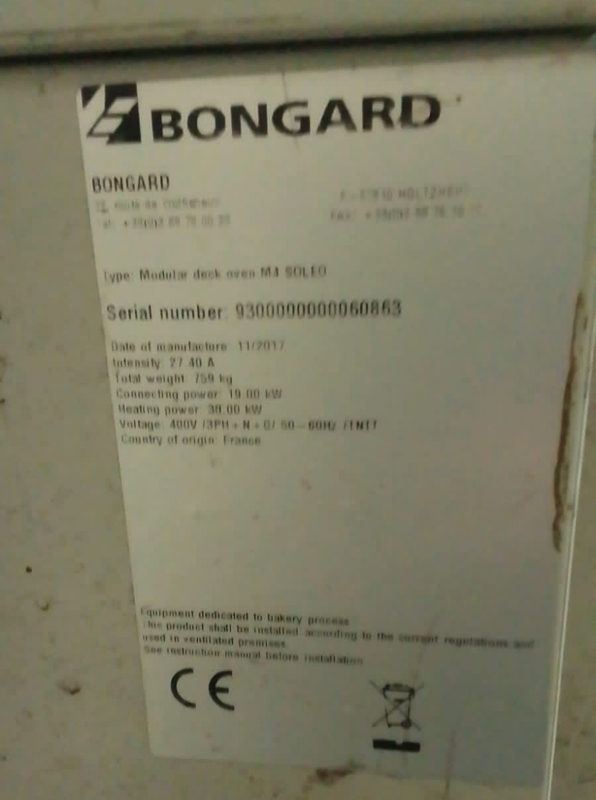 BONGARD
BONGARD
route de
Type: Modular deck oven M4 SOLEO
Serial number: 9300000000060863
Date of manufacture: 11/2017
Intensity: 27.40 A
Total weight: 759 kg
Connecting power: 19.00 kW
Heating power: 30.00 kW
Voltage: 400V /3PH + N + G/ 50 - 60Hz /TNTT
Country of origin: France
Equipment dedicated to bakery process
This product shall be installed according to the current regulations and
used in ventilated premises
See instruction manual before installation
CE